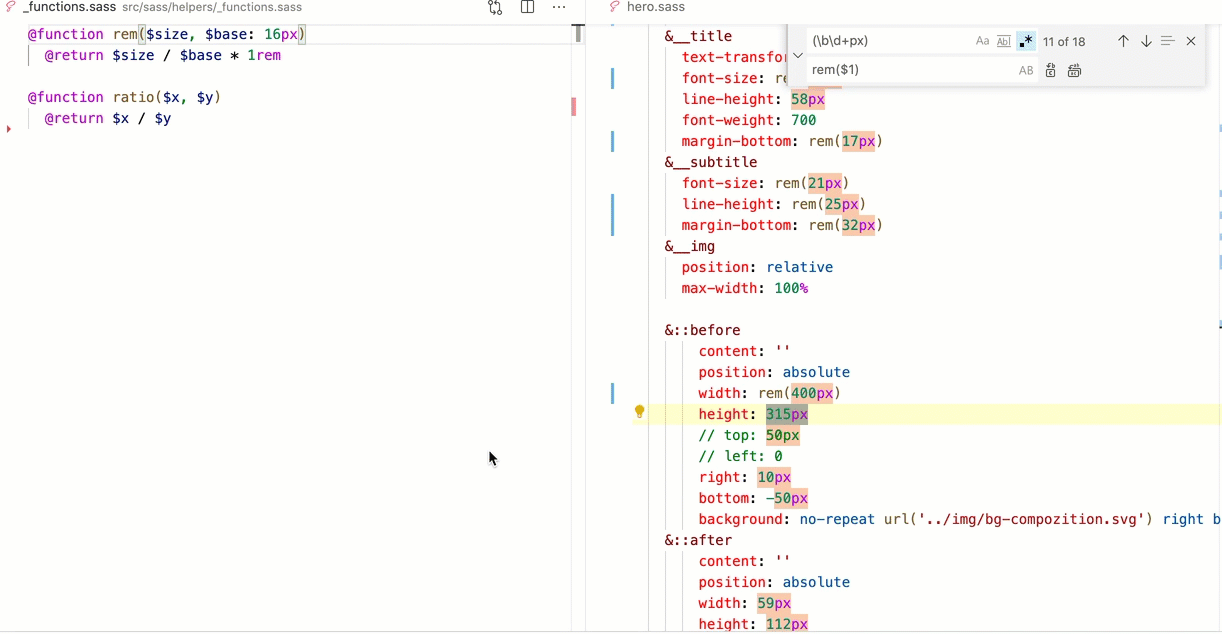 _functions.sass src/sass/helpers/_functions.sass
@function rem($size, $base: 16px)
@return $size / $base * 1rem
@function ratio($x, $y)
@return $x / $y
hero.sass
(\b\d+px)
Aa Ab .* 11 of 18
rem($1)
AB
&__title
text-transfo
font-size: re
line-height: 58px
font-weight: 700
margin-bottom: rem(17px)
&__subtitle
font-size: rem(21px)
line-height: rem(25px)
margin-bottom: rem(32px)
&__img
position: relative
max-width: 100%
&::before
content: ''
position: absolute
width: rem(400px)
height: 315px
// top: 50px
// left: 0
right: 10px
bottom: -50px
background: no-repeat url('../img/bg-compozition.svg') right b
&::after
content: ''
position: absolute
width: 59px
height: 112px